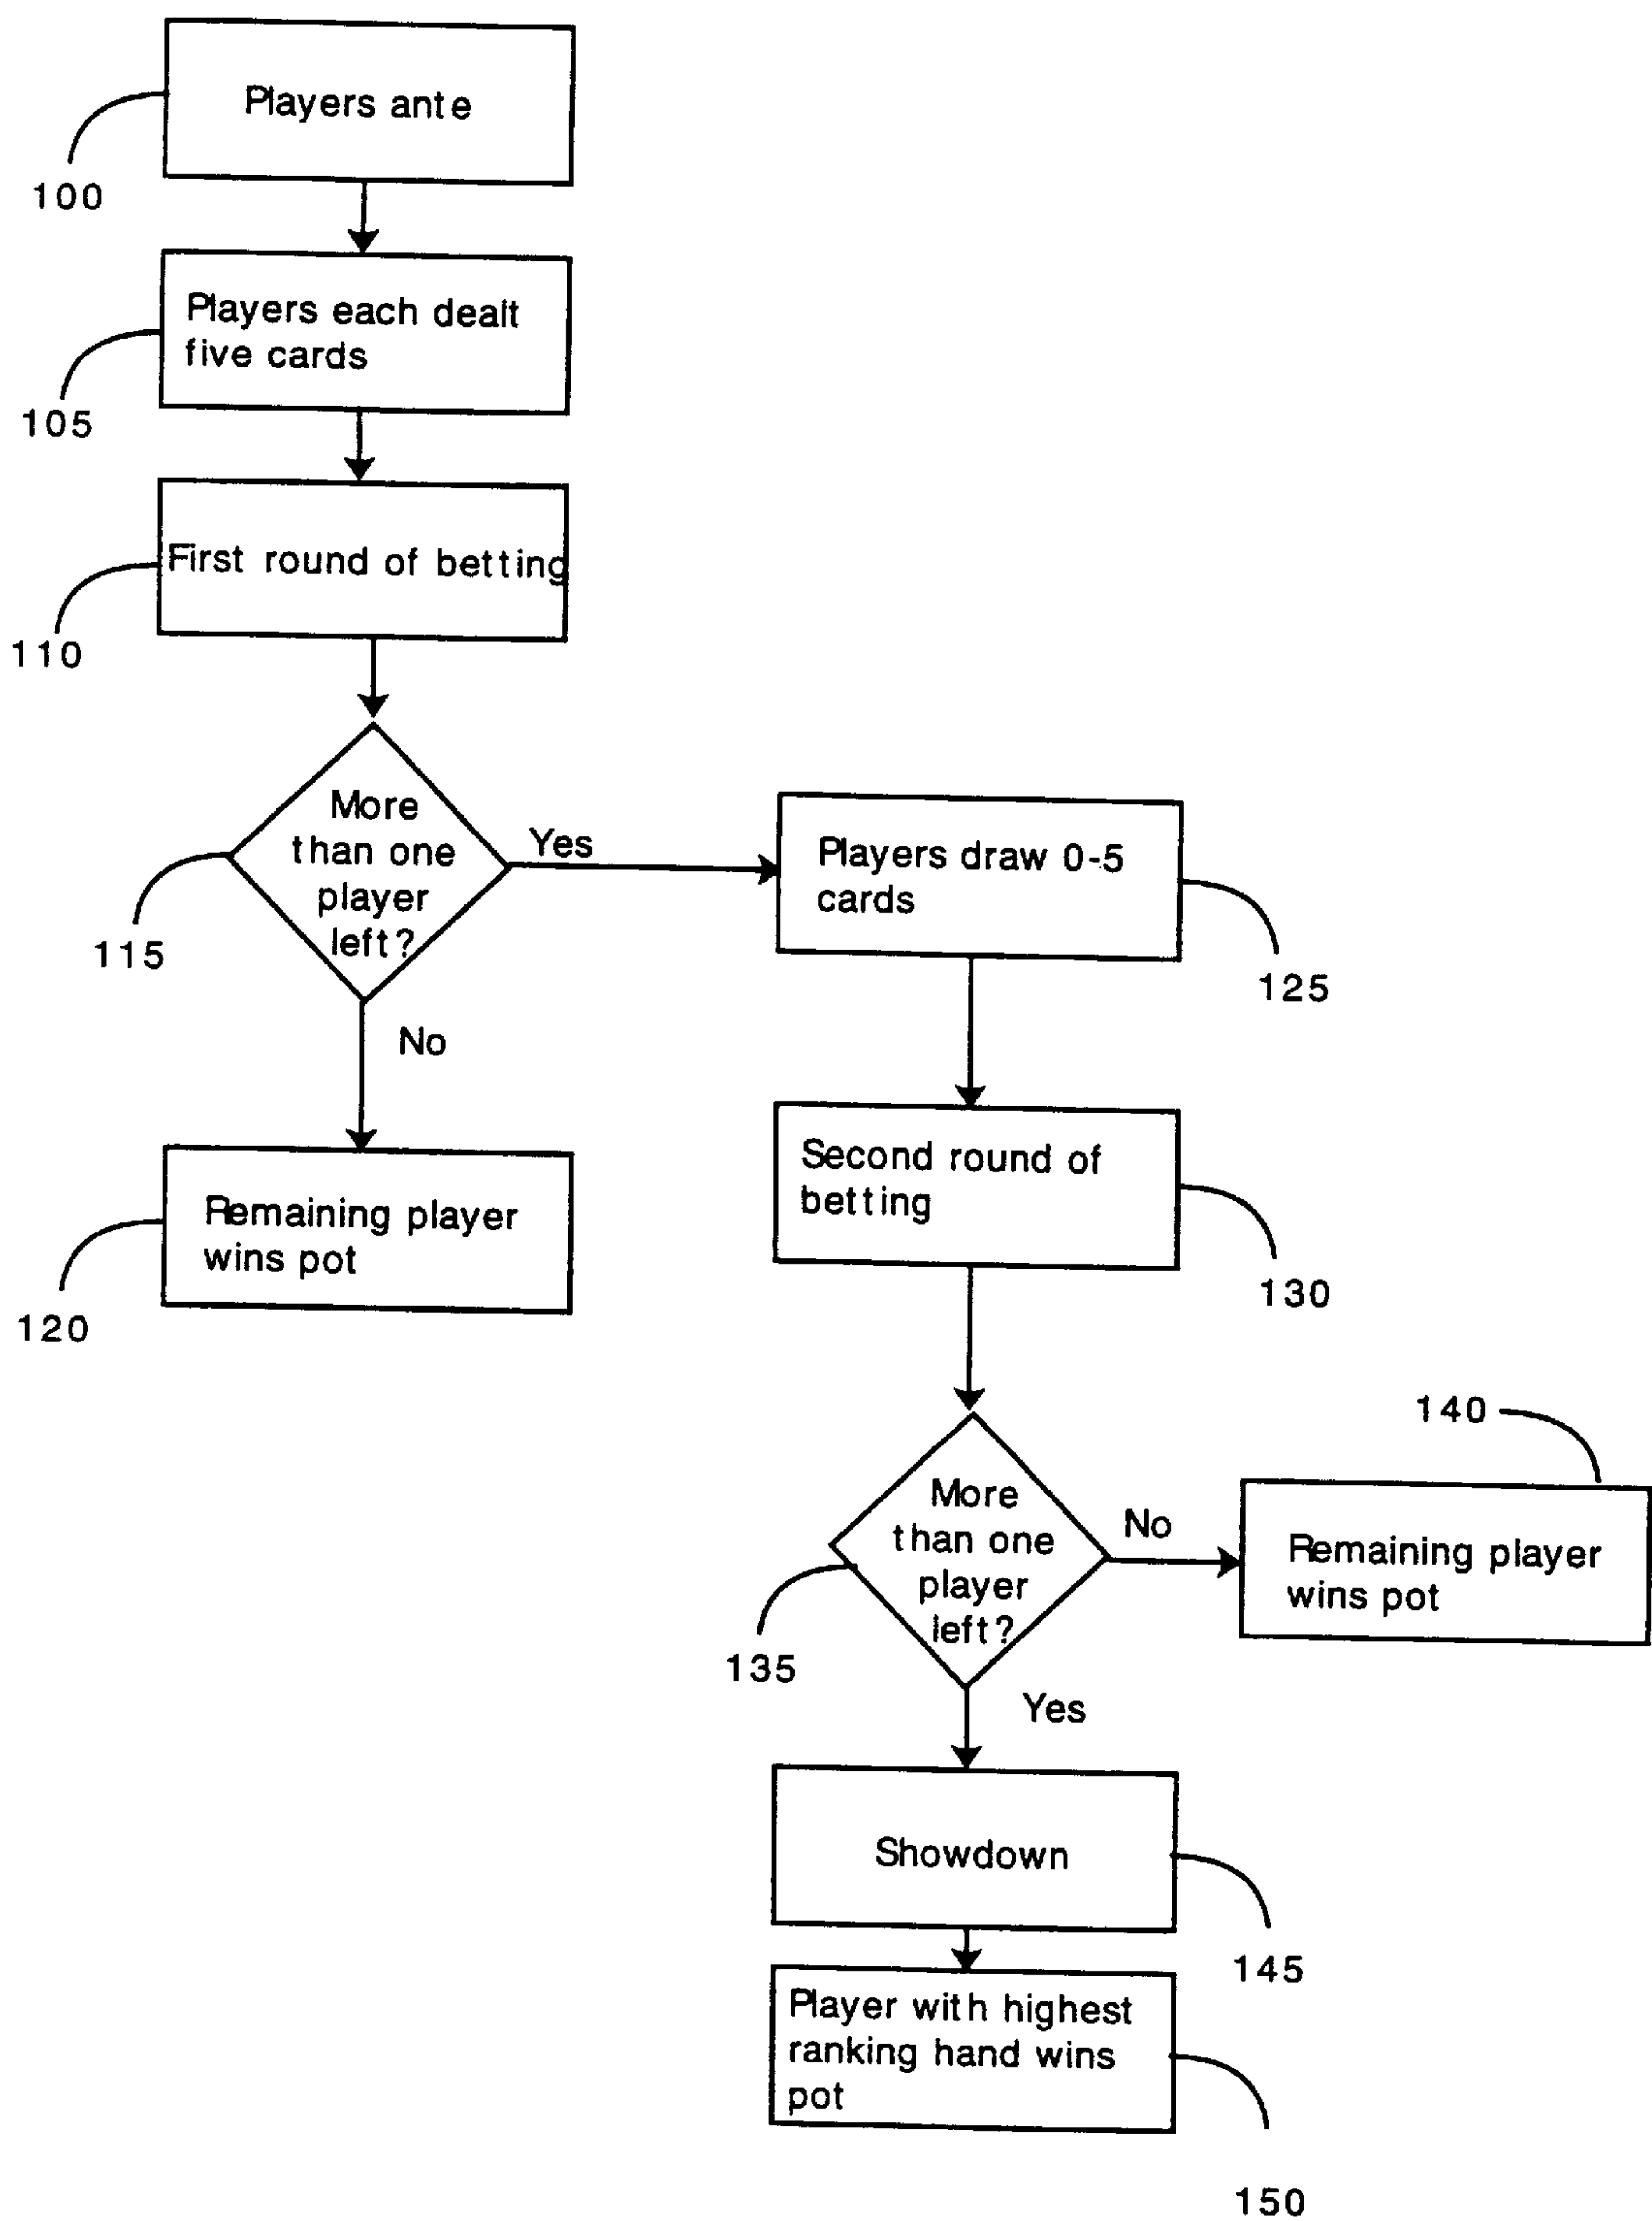 Players ante
100
Players each dealt
five cards
105
First round of betting
110
More
than one
player
left?
115
Yes
No
Players draw 0-5
cards
125
Remaining player
wins pot
120
Second round of
betting
130
More
than one
player
left?
135
No
Yes
140
Remaining player
wins pot
Showdown
145
Player with highest
ranking hand wins
pot
150